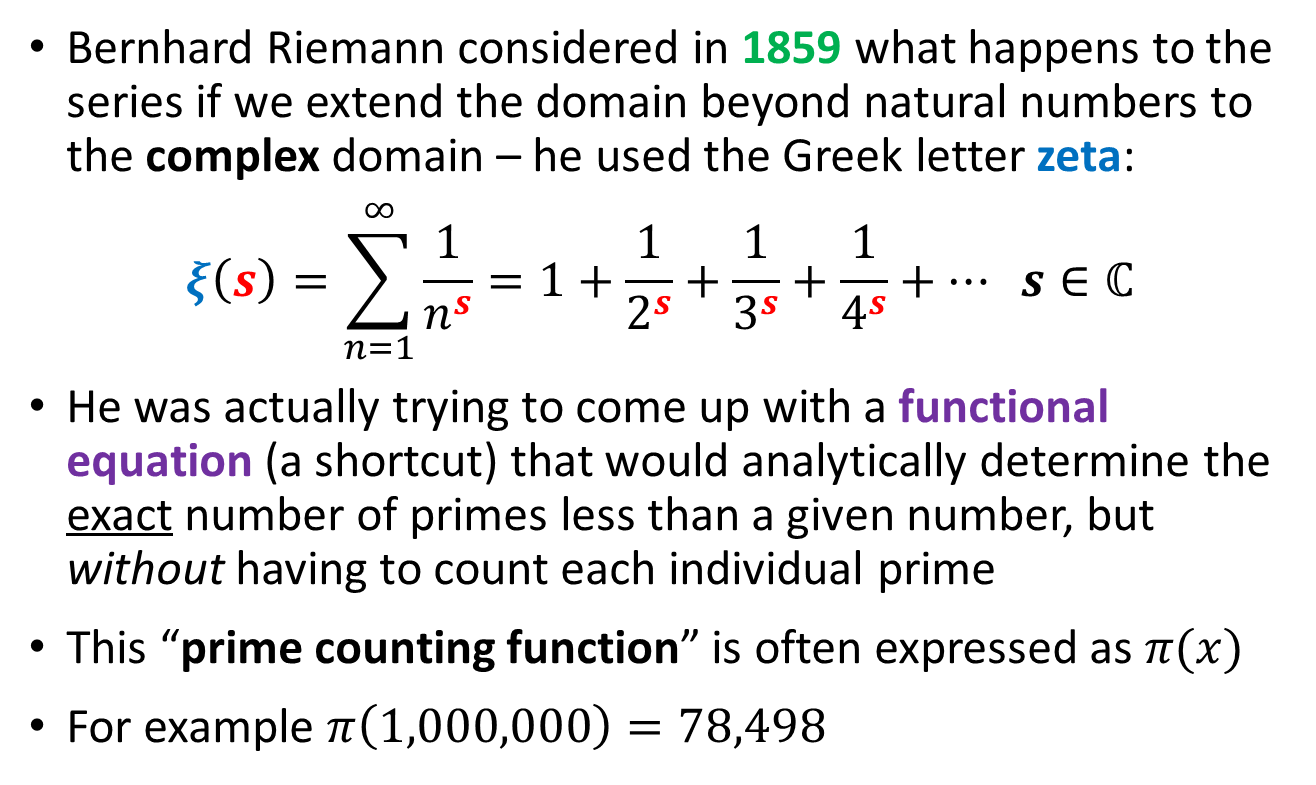 • Bernhard Riemann considered in 1859 what happens to the
series if we extend the domain beyond natural numbers to
the complex domain – he used the Greek letter zeta:
ξ(s) = ∑_{n=1}^{∞} 1/n^s = 1 + 1/2^s + 1/3^s + 1/4^s + ⋯ s ∈ ℂ
• He was actually trying to come up with a functional
equation (a shortcut) that would analytically determine the
exact number of primes less than a given number, but
without having to count each individual prime
• This “prime counting function” is often expressed as π(x)
• For example π(1,000,000) = 78,498